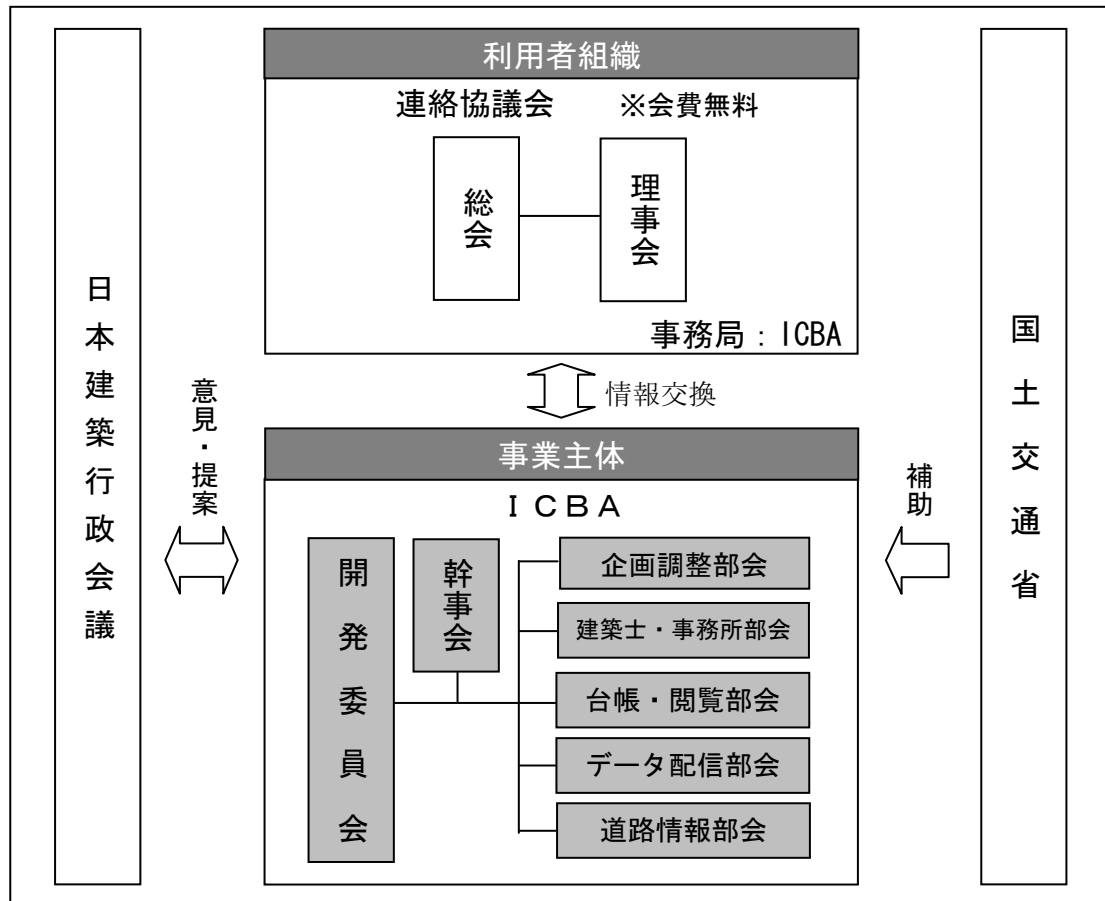 利用者組織
連絡協議会 ※会費無料
総会
理事会
事務局：ICBA
日本建築行政会議
意見・提案
情報交換
国土交通省
補助
事業主体
ＩＣＢＡ
開発委員会
幹事会
企画調整部会
建築士・事務所部会
台帳・閲覧部会
データ配信部会
道路情報部会